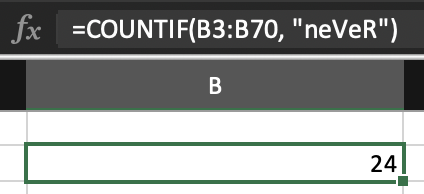 fx =COUNTIF(B3:B70, "neVeR")
B
24